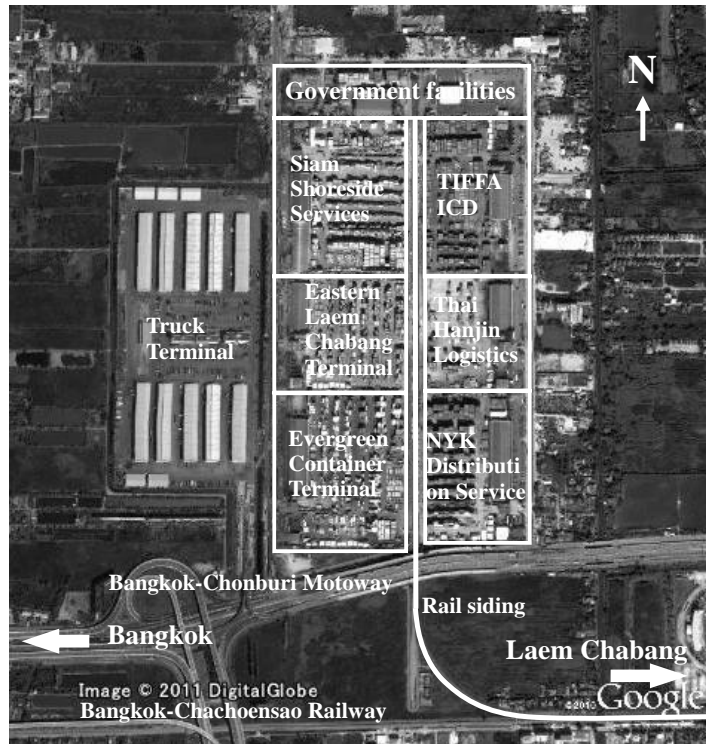 Government facilities
N
Siam
Shoreside
Services
TIFFA
ICD
Truck
Terminal
Eastern
Laem
Chabang
Terminal
Thai
Hanjin
Logistics
Evergreen
Container
Terminal
NYK
Distributi
on Service
Bangkok-Chonburi Motoway
Rail siding
Bangkok
Laem Chabang
Image © 2011 DigitalGlobe
© 2010 Google
Bangkok-Chachoensao Railway